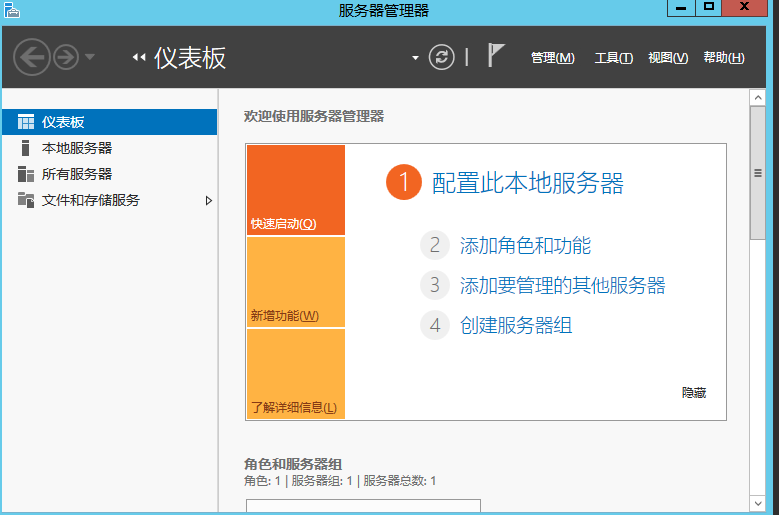 服务器管理器
仪表板
管理(M) 工具(T) 视图(V) 帮助(H)
仪表板
本地服务器
所有服务器
文件和存储服务
欢迎使用服务器管理器
快速启动(Q)
新增功能(W)
了解详细信息(L)
1 配置此本地服务器
2 添加角色和功能
3 添加要管理的其他服务器
4 创建服务器组
隐藏
角色和服务器组
角色: 1 | 服务器组: 1 | 服务器总数: 1